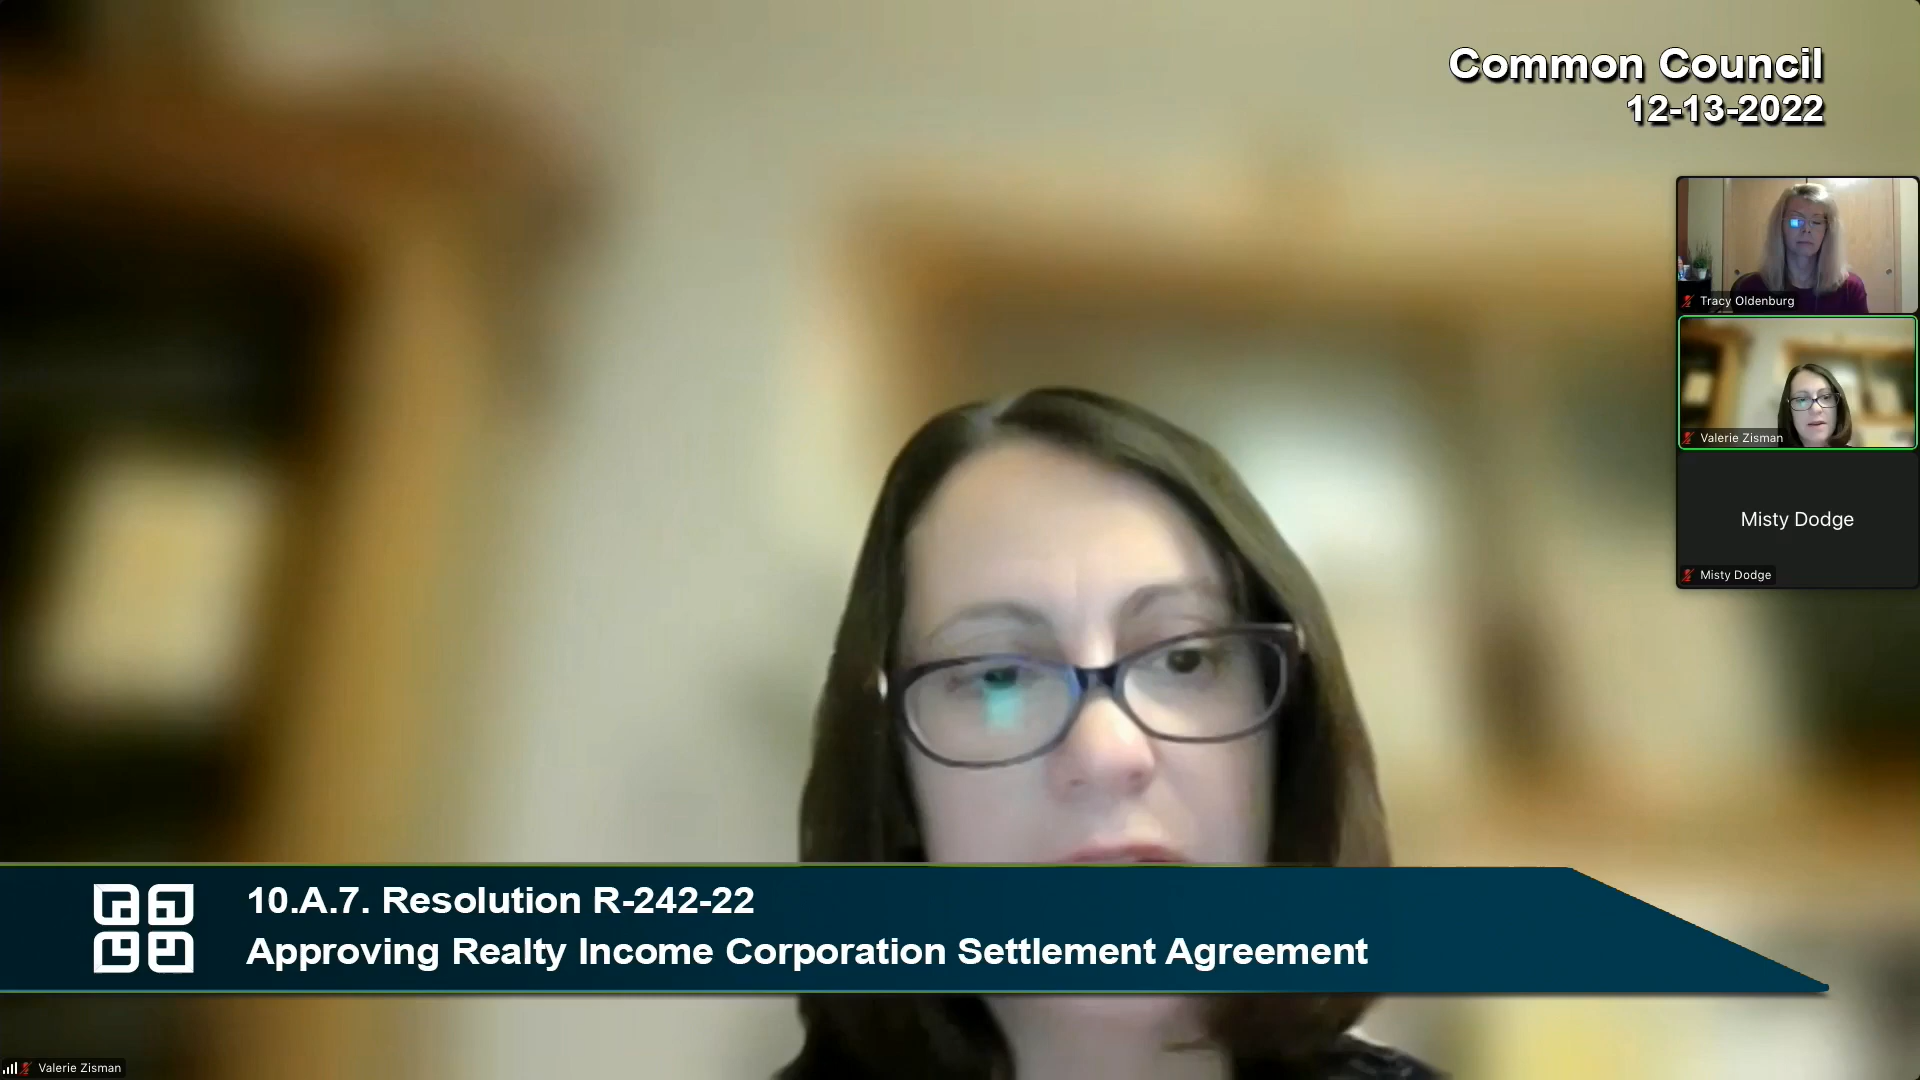 Common Council
12-13-2022
Tracy Oldenburg
Valerie Zisman
Misty Dodge
Misty Dodge
10.A.7. Resolution R-242-22
Approving Realty Income Corporation Settlement Agreement
Valerie Zisman